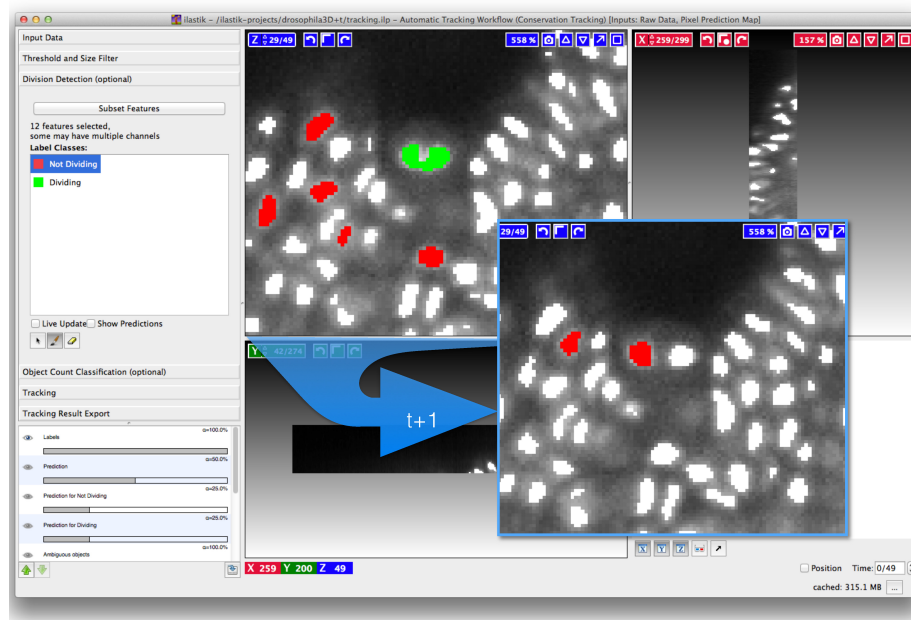 ilastik - /ilastik-projects/drosophila3D+t/tracking.ilp - Automatic Tracking Workflow (Conservation Tracking) [Inputs: Raw Data, Pixel Prediction Map]
Input Data
Threshold and Size Filter
Division Detection (optional)
Subset Features
12 features selected,
some may have multiple channels
Label Classes:
Not Dividing
Dividing
Live Update
Show Predictions
Object Count Classification (optional)
Tracking
Tracking Result Export
α=100.0%
Labels
α=50.0%
Prediction
α=25.0%
Prediction for Not Dividing
α=25.0%
Prediction for Dividing
α=100.0%
Ambiguous objects
Z 29/49
558 %
X 259/299
157 %
29/49
558 %
Y 42/274
t+1
X Y Z
X 259 Y 200 Z 49
Position Time: 0/49
cached: 315.1 MB ...